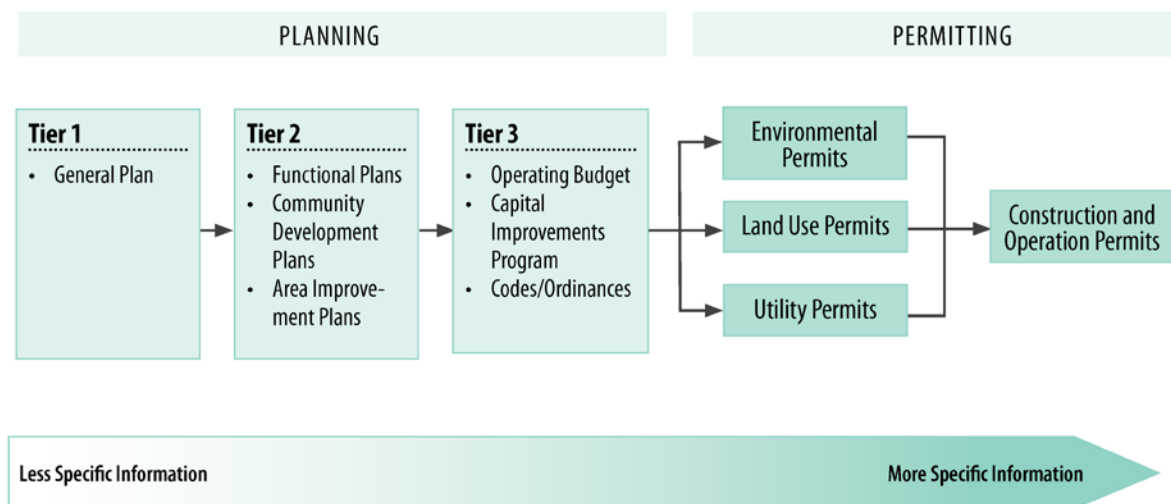 PLANNING
PERMITTING
Tier 1
• General Plan
Tier 2
• Functional Plans
• Community
Development
Plans
• Area Improve-
ment Plans
Tier 3
• Operating Budget
• Capital
Improvements
Program
• Codes/Ordinances
Environmental
Permits
Land Use Permits
Utility Permits
Construction and
Operation Permits
Less Specific Information
More Specific Information